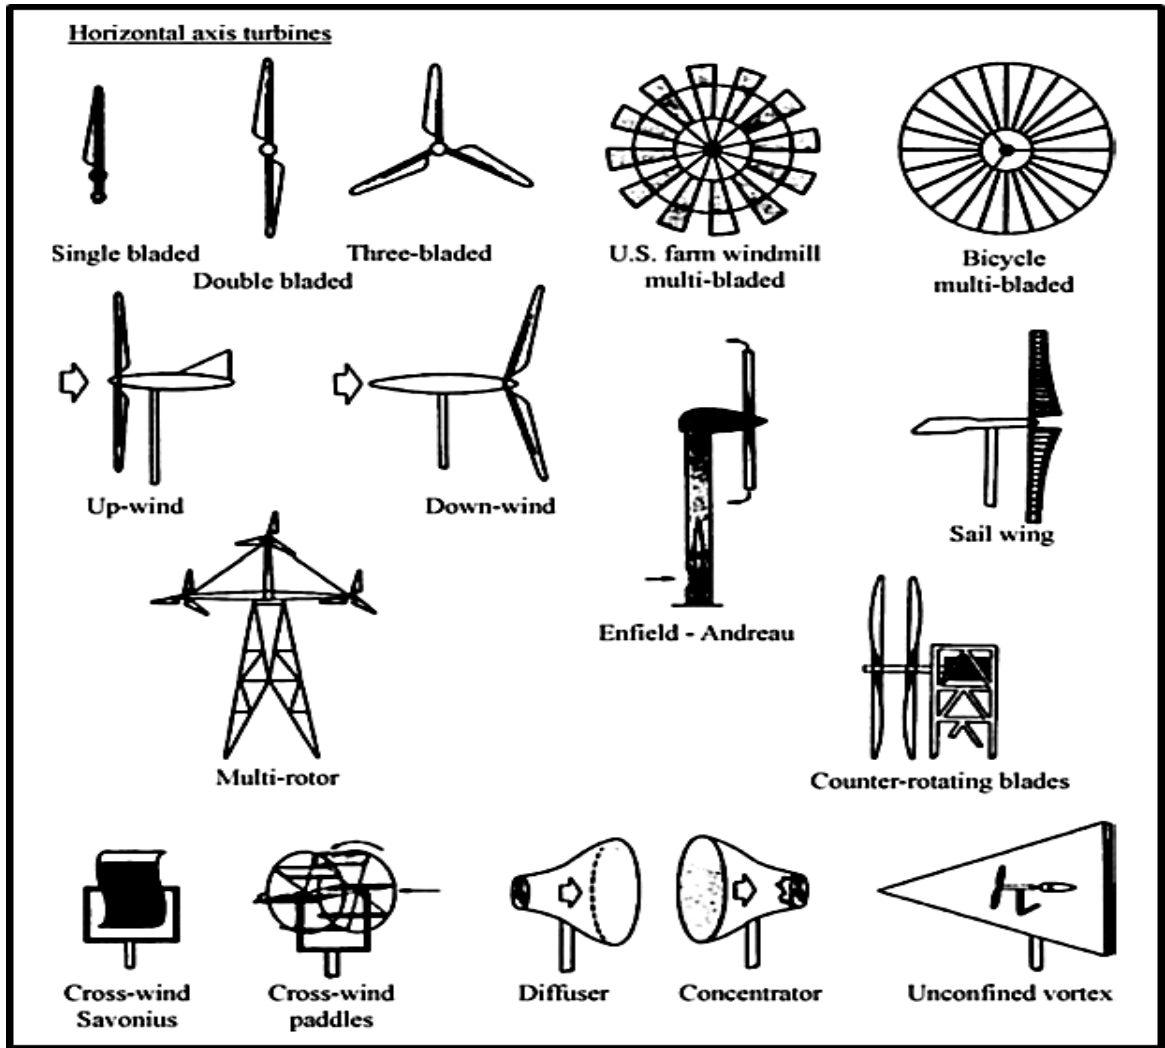 Horizontal axis turbines
Single bladed
Double bladed
Three-bladed
U.S. farm windmill
multi-bladed
Bicycle
multi-bladed
Up-wind
Down-wind
Enfield - Andreau
Sail wing
Multi-rotor
Counter-rotating blades
Cross-wind
Savonius
Cross-wind
paddles
Diffuser
Concentrator
Unconfined vortex